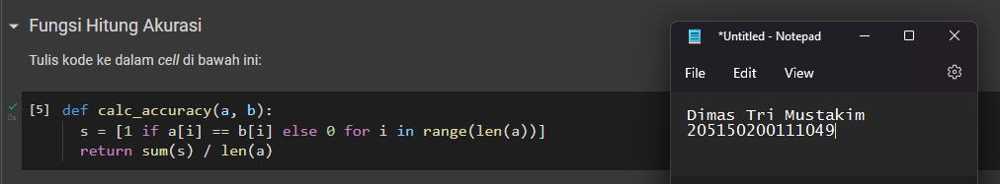 Fungsi Hitung Akurasi
Tulis kode ke dalam cell di bawah ini:
[5] def calc_accuracy(a, b):
0s
s = [1 if a[i] == b[i] else 0 for i in range(len(a))]
return sum(s) / len(a)
*Untitled - Notepad
File Edit View
Dimas Tri Mustakim
205150200111049